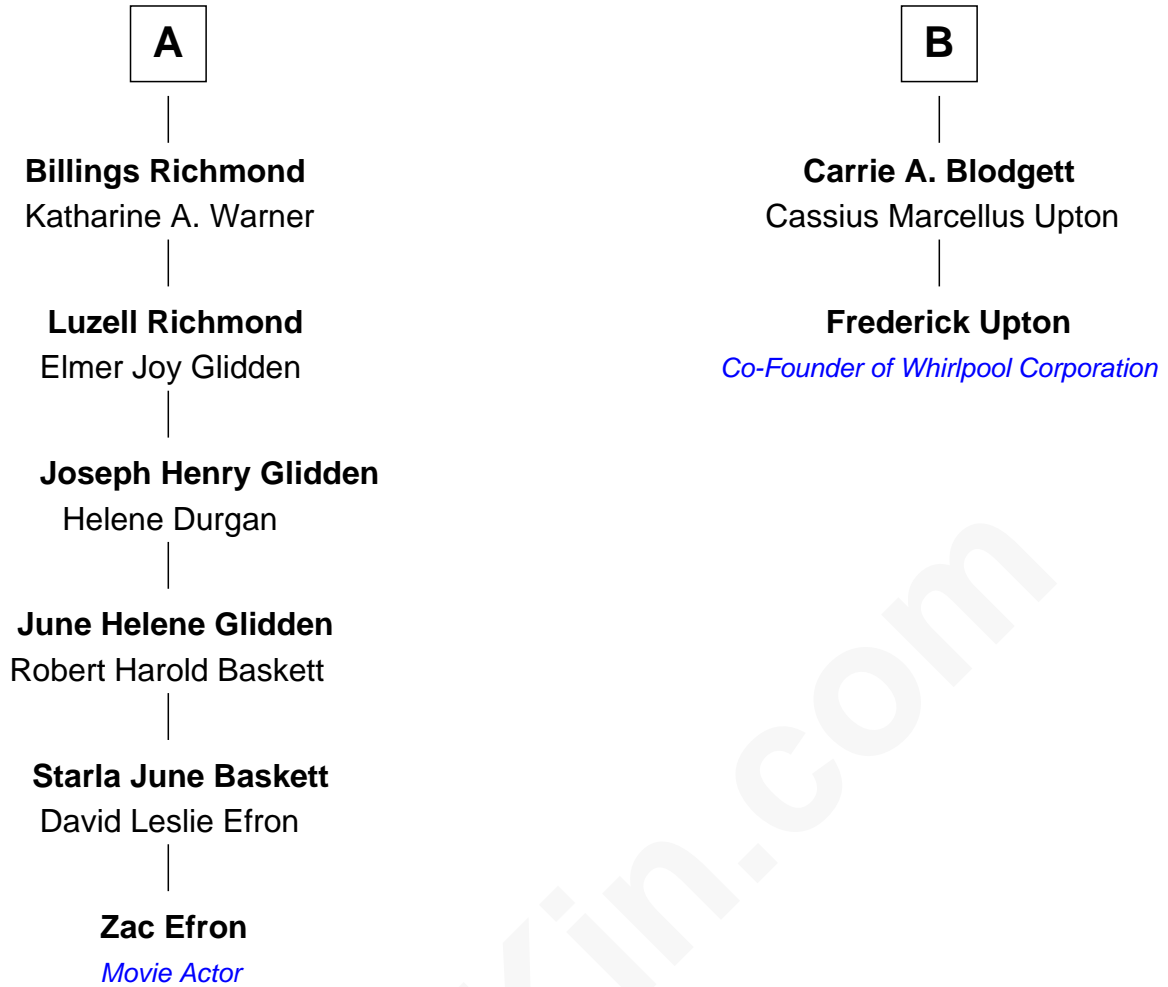 A
Billings Richmond
Katharine A. Warner
Luzell Richmond
Elmer Joy Glidden
Joseph Henry Glidden
Helene Durgan
June Helene Glidden
Robert Harold Baskett
Starla June Baskett
David Leslie Efron
Zac Efron
Movie Actor
B
Carrie A. Blodgett
Cassius Marcellus Upton
Frederick Upton
Co-Founder of Whirlpool Corporation
Kin.com